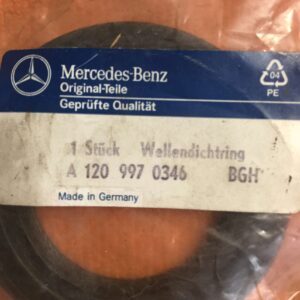 Mercedes-Benz
Original-Teile
Geprüfte Qualität
04
PE
1 Stück Wellendichtring
A 120 997 0346 BGH
Made in Germany